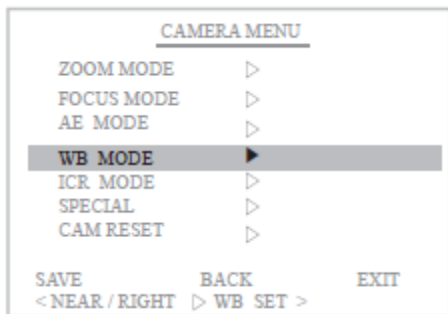 CAMERA MENU
ZOOM MODE ▷
FOCUS MODE ▷
AE MODE ▷
WB MODE ▶
ICR MODE ▷
SPECIAL ▷
CAM RESET ▷
SAVE BACK EXIT
< NEAR / RIGHT ▷ WB SET >